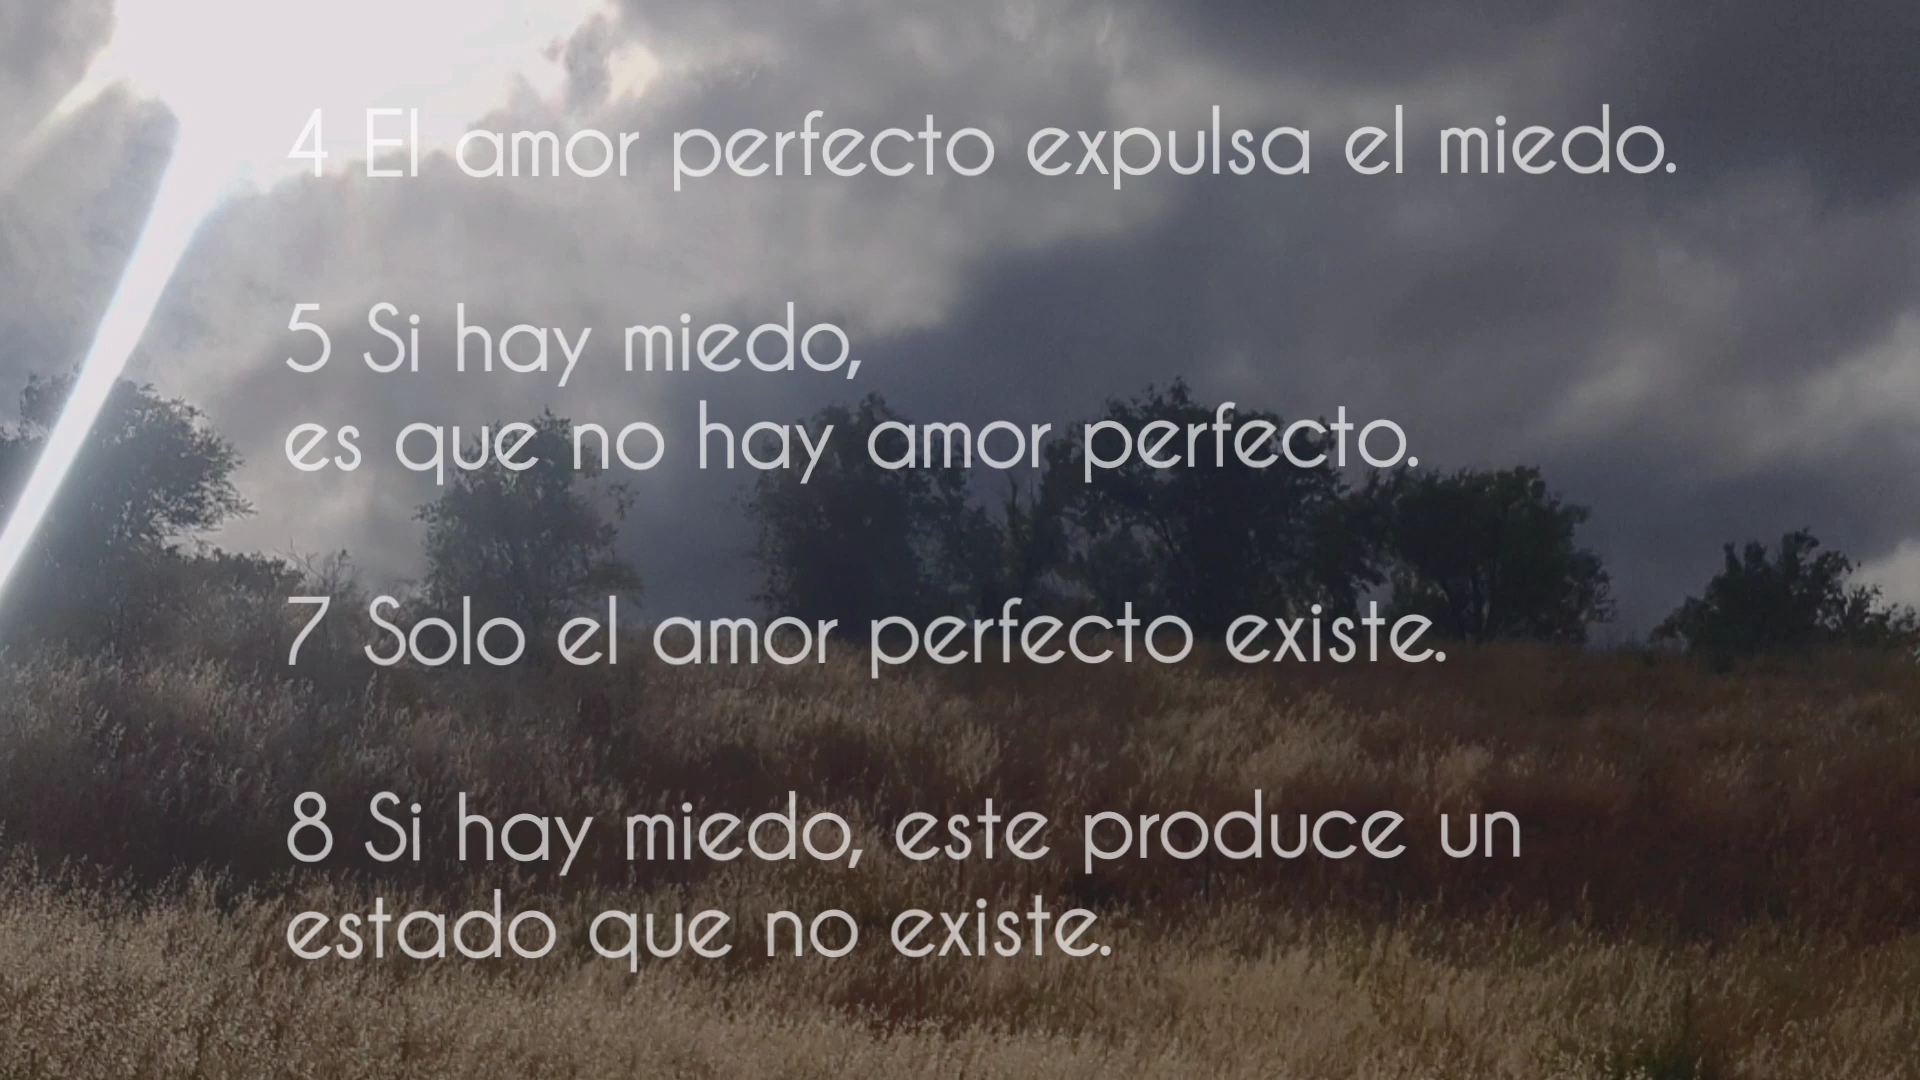 4 El amor perfecto expulsa el miedo.
5 Si hay miedo,
es que no hay amor perfecto.
7 Solo el amor perfecto existe.
8 Si hay miedo, este produce un
estado que no existe.